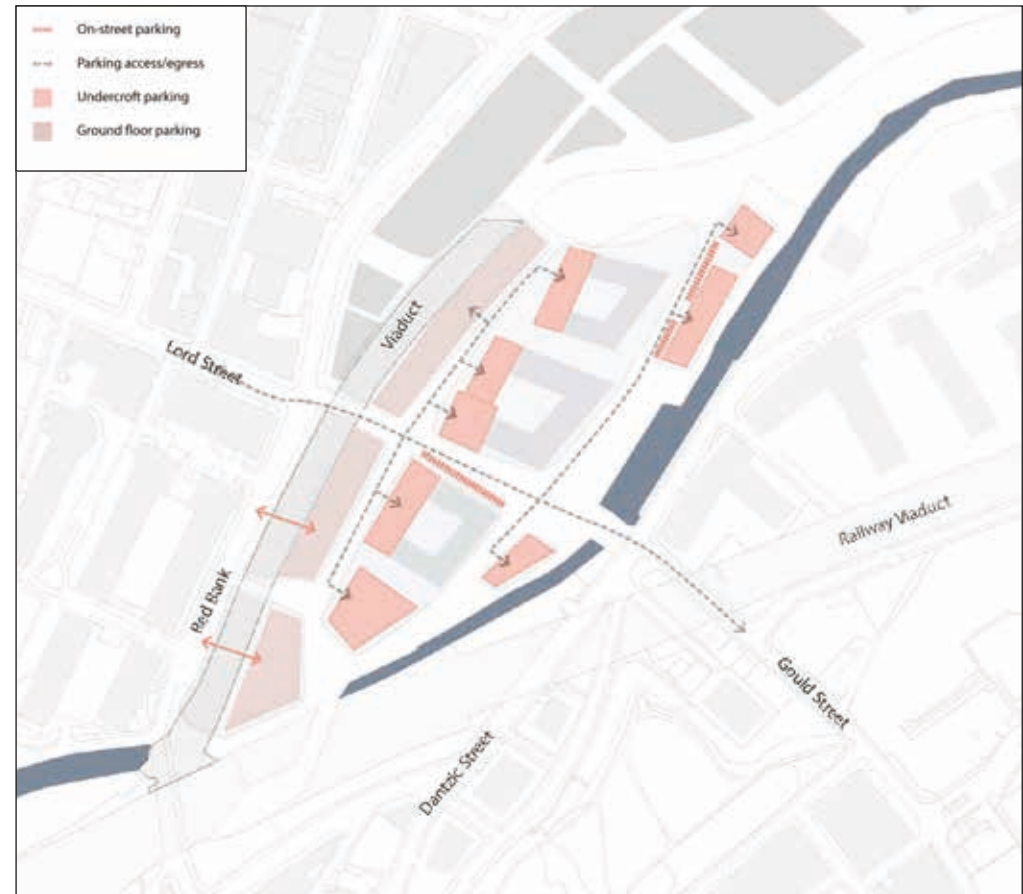 On-street parking
Parking access/egress
Undercroft parking
Ground floor parking
Viaduct
Lord Street
Railway Viaduct
Red Bank
Gould Street
Dantzic Street